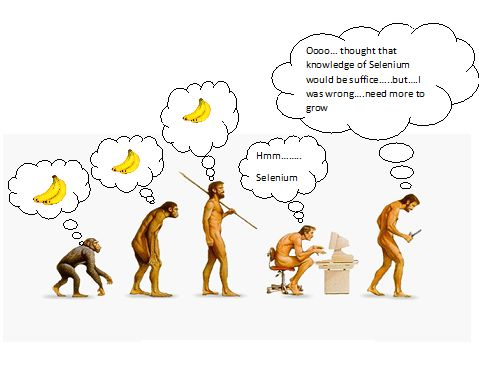 Oooo... thought that
knowledge of Selenium
would be suffice.....but....I
was wrong....need more to
grow
Hmm........
Selenium